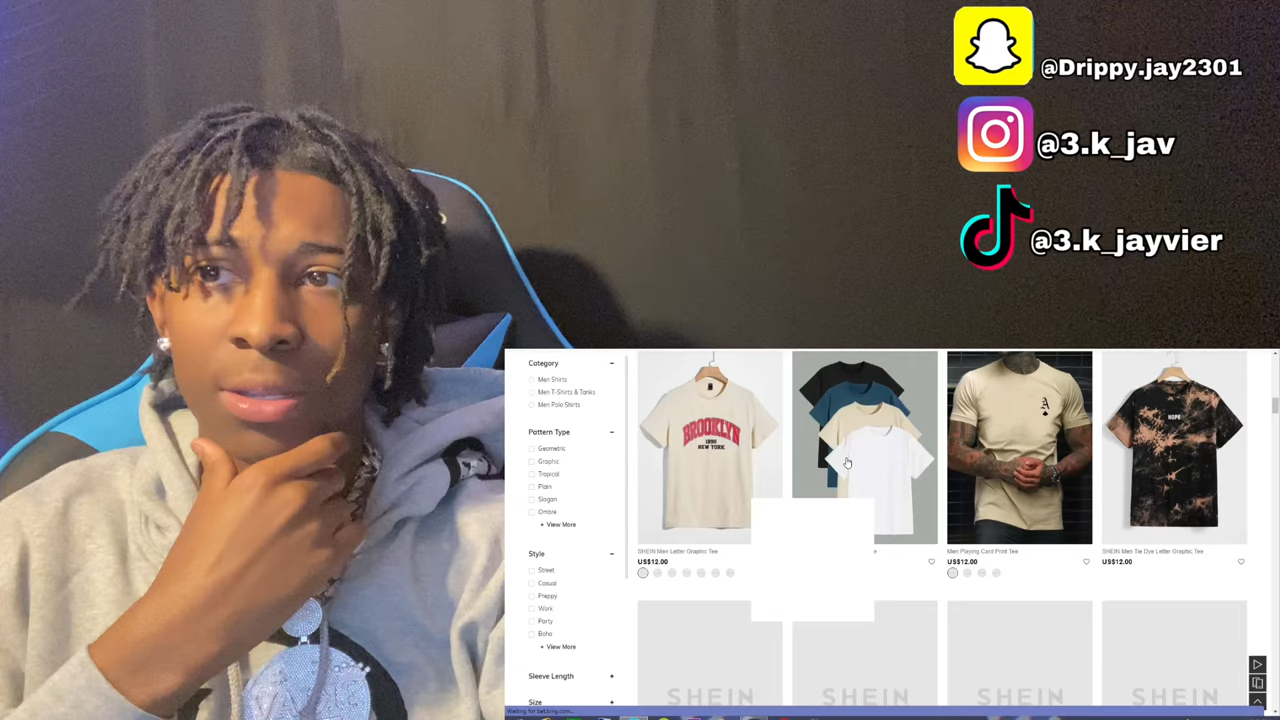 @Drippy.jay2301
@3.k_jav
@3.k_jayvier
Category
Men Shirts
Men T-Shirts & Tanks
Men Polo Shirts
Pattern Type
Geometric
Graphic
Tropical
Plain
Slogan
Ombre
+ View More
Style
Street
Casual
Preppy
Work
Party
Boho
+ View More
Sleeve Length
Size
BROOKLYN
1898
NEW YORK
A
NOPE
SHEIN Men Letter Graphic Tee
US$12.00
Men Playing Card Print Tee
US$12.00
SHEIN Men Tie Dye Letter Graphic Tee
US$12.00
SHEIN
SHEIN
SHEIN
SHEIN